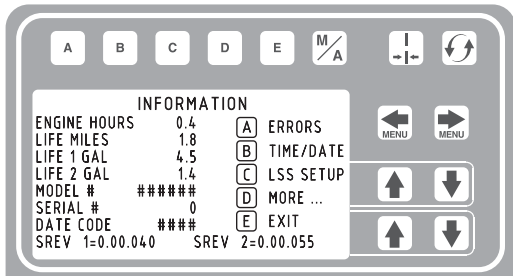 A B C D E M/A
INFORMATION
ENGINE HOURS 0.4 A ERRORS
LIFE MILES 1.8
B TIME/DATE
LIFE 1 GAL 4.5
C LSS SETUP
LIFE 2 GAL 1.4
MODEL # ###### D MORE ...
SERIAL # 0
E EXIT
DATE CODE ####
SREV 1=0.00.040 SREV 2=0.00.055
MENU MENU